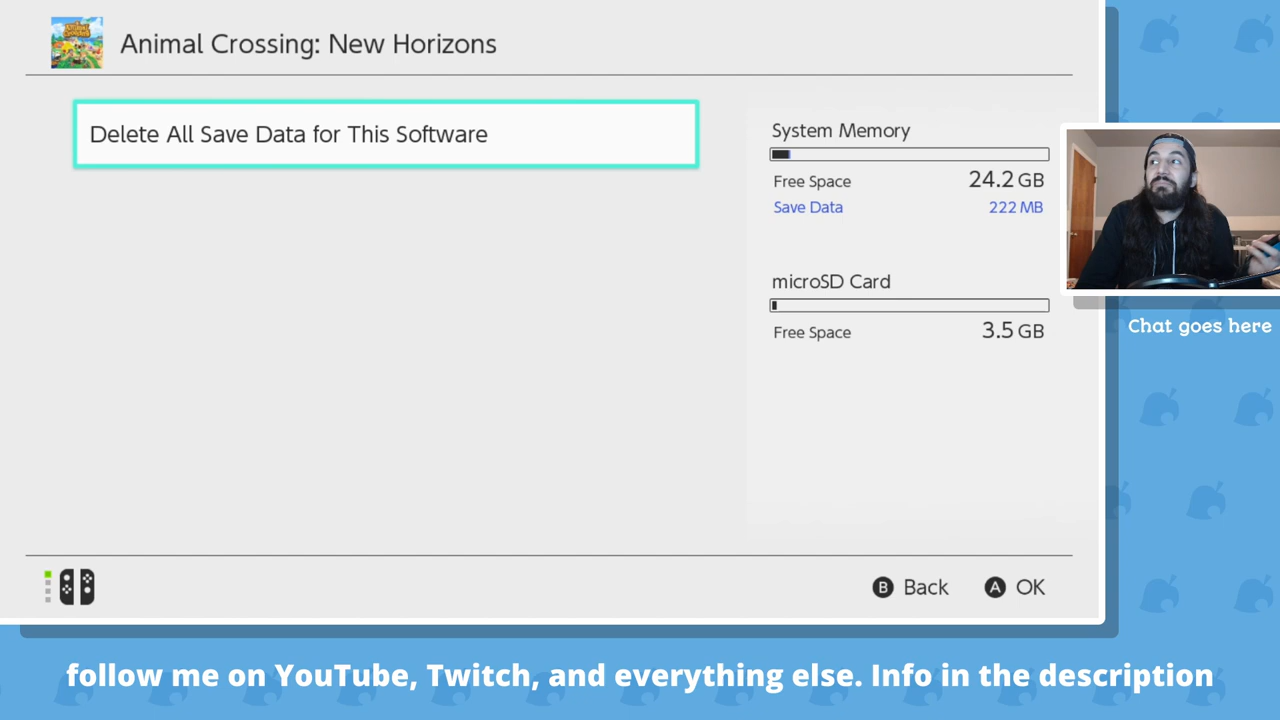 Animal Crossing: New Horizons
Delete All Save Data for This Software
System Memory
Free Space 24.2 GB
Save Data 222 MB
microSD Card
Free Space 3.5 GB
Chat goes here
B Back A OK
follow me on YouTube, Twitch, and everything else. Info in the description